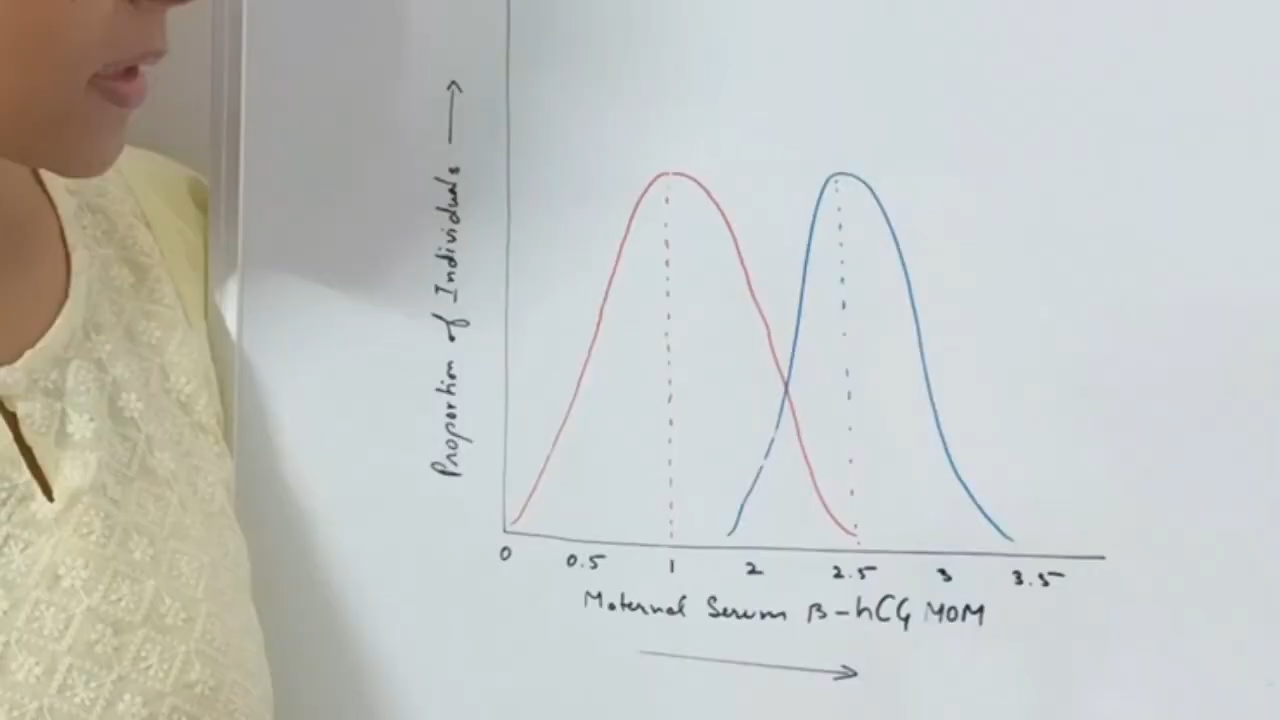 Proportion of Individuals
0 0.5 1 2 2.5 3 3.5
Maternal Serum β-hCG MOM